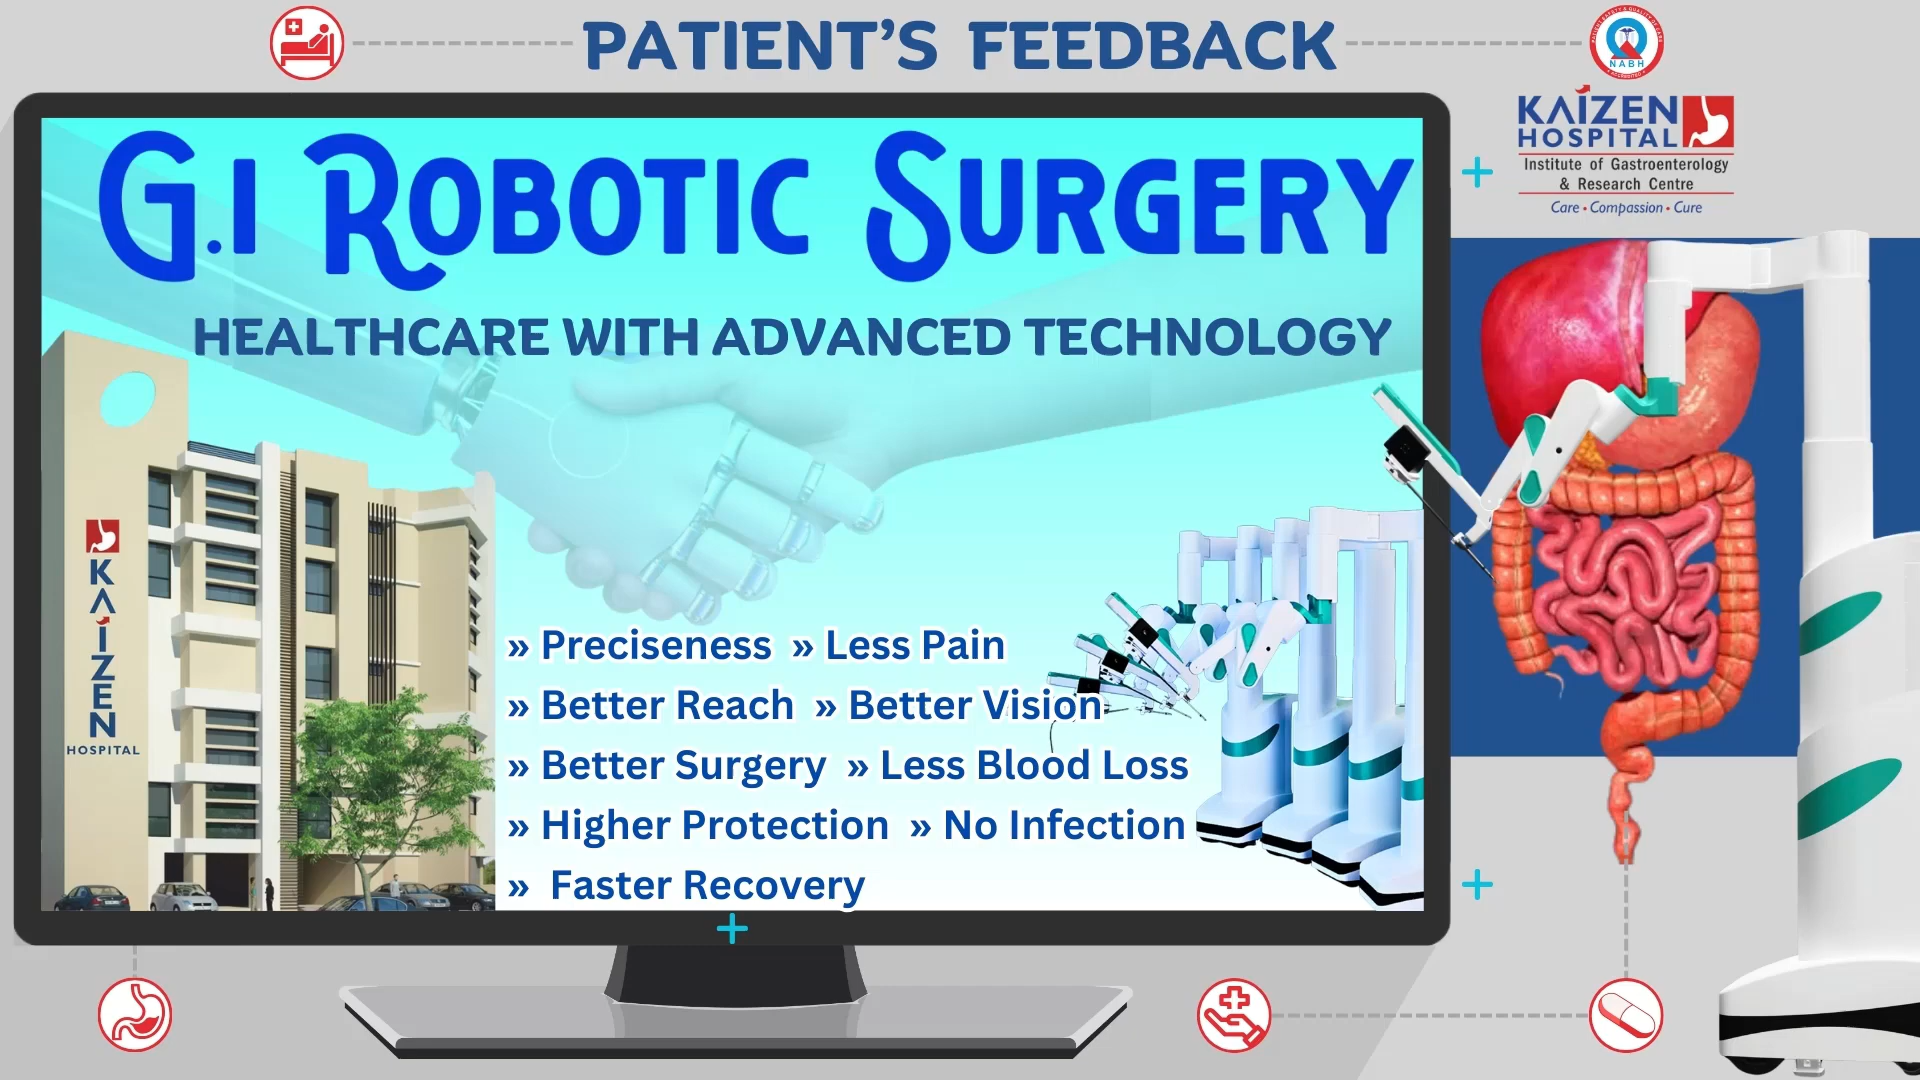 PATIENT'S FEEDBACK
NABH
KAIZEN
HOSPITAL
Institute of Gastroenterology
& Research Centre
Care • Compassion • Cure
G.I ROBOTIC SURGERY
HEALTHCARE WITH ADVANCED TECHNOLOGY
KAIZEN
HOSPITAL
» Preciseness » Less Pain
» Better Reach » Better Vision
» Better Surgery » Less Blood Loss
» Higher Protection » No Infection
» Faster Recovery